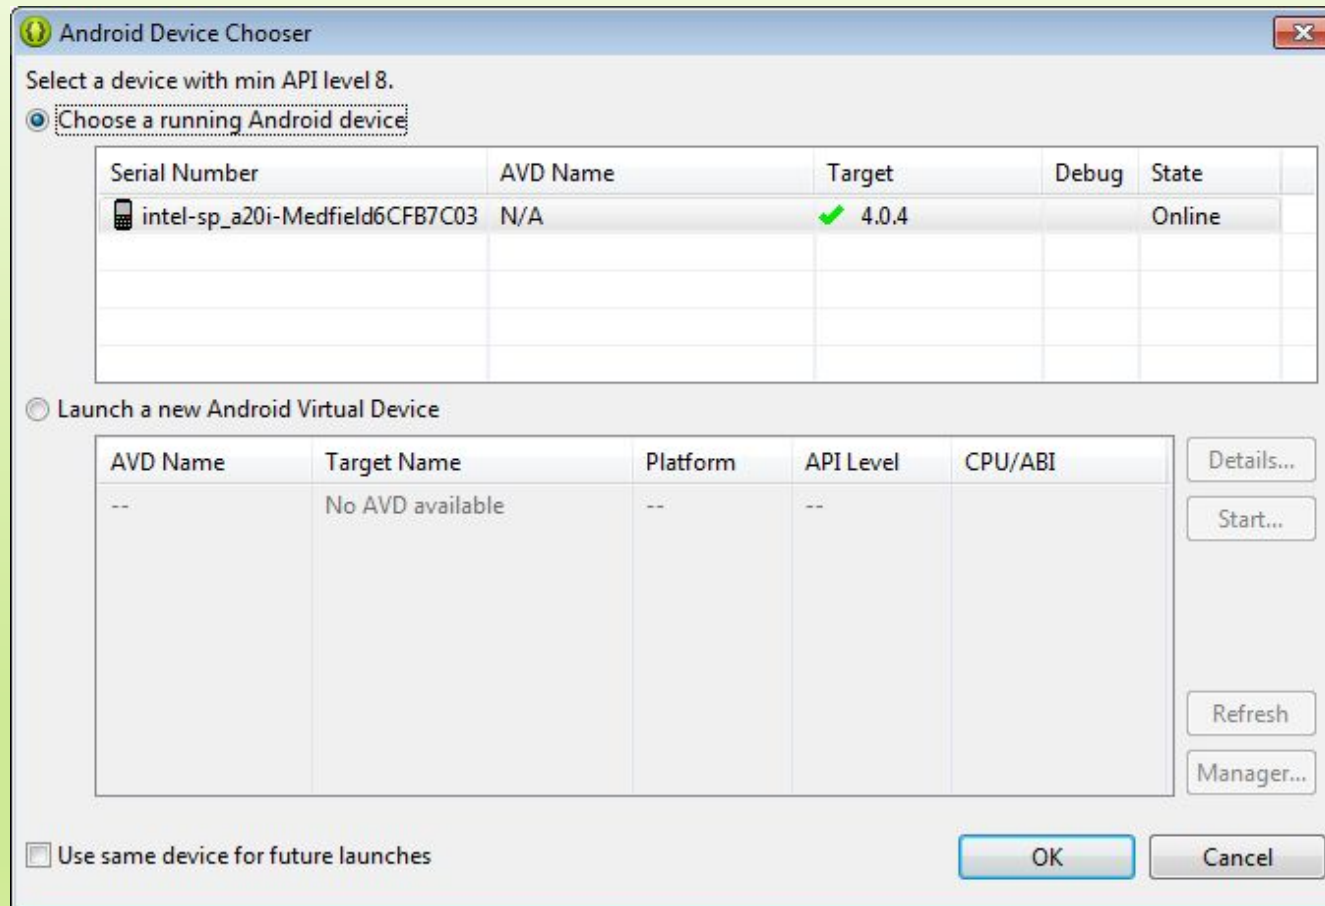 Android Device Chooser
Select a device with min API level 8.
Choose a running Android device
Serial Number AVD Name Target Debug State
intel-sp_a20i-Medfield6CFB7C03 N/A 4.0.4 Online
Launch a new Android Virtual Device
AVD Name Target Name Platform API Level CPU/ABI
-- No AVD available -- --
Details...
Start...
Refresh
Manager...
Use same device for future launches
OK Cancel